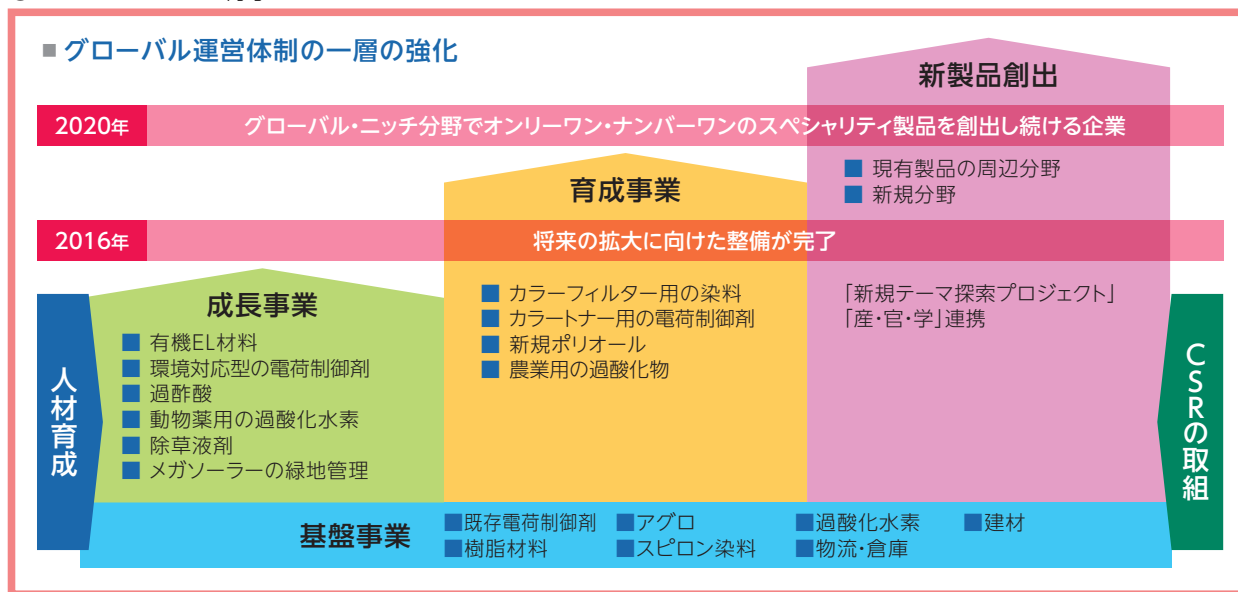 ■ グローバル運営体制の一層の強化
新製品創出
2020年
グローバル・ニッチ分野でオンリーワン・ナンバーワンのスペシャリティ製品を創出し続ける企業
■ 現有製品の周辺分野
■ 新規分野
育成事業
2016年
将来の拡大に向けた整備が完了
成長事業
■ 有機EL材料
■ 環境対応型の電荷制御剤
■ 過酢酸
■ 動物薬用の過酸化水素
■ 除草液剤
■ メガソーラーの緑地管理
■ カラーフィルター用の染料
■ カラートナー用の電荷制御剤
■ 新規ポリオール
■ 農業用の過酸化物
「新規テーマ探索プロジェクト」
「産・官・学」連携
人材育成
CSRの取組
基盤事業
■既存電荷制御剤 ■アグロ ■過酸化水素 ■建材
■樹脂材料 ■スピロン染料 ■物流・倉庫